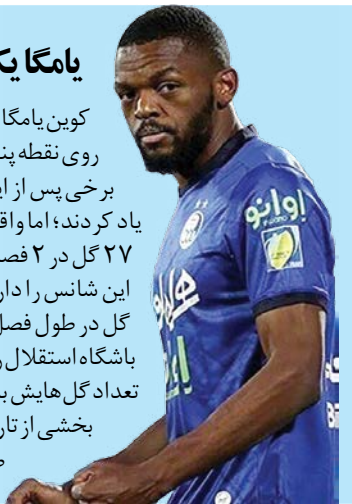 یامگا یک
کوین یامگا
روی نقطه پن
برخی پس از ای
یاد کردند؛ اما واق
۲۷ گل در ۲ فص
این شانس را دار
گل در طول فصل
باشگاه استقلال ر
تعداد گل‌هایش ب
بخشی از تار
اوانو
همراه